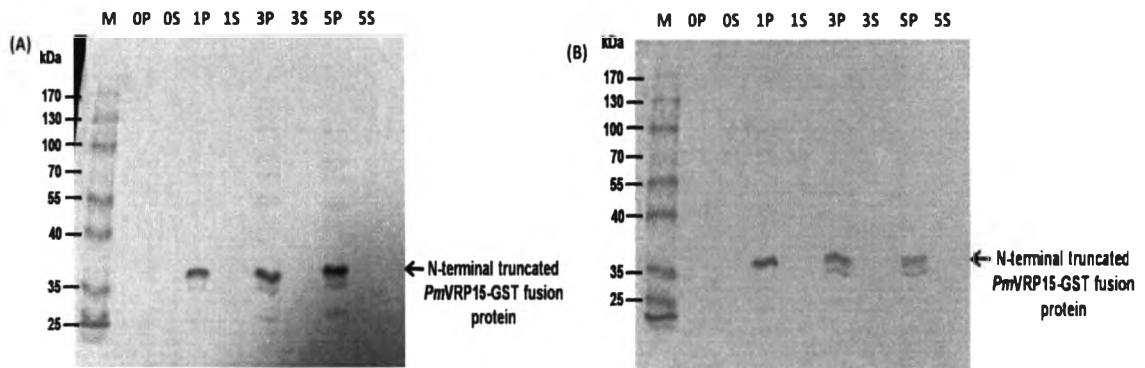 M 0P 0S 1P 1S 3P 3S 5P 5S
(A)
kDa
170
130
100
70
55
40
35
25
N-terminal truncated
PmVRP15-GST fusion
protein
M 0P 0S 1P 1S 3P 3S 5P 5S
(B)
kDa
170
130
100
70
55
40
35
25
N-terminal truncated
PmVRP15-GST fusion
protein